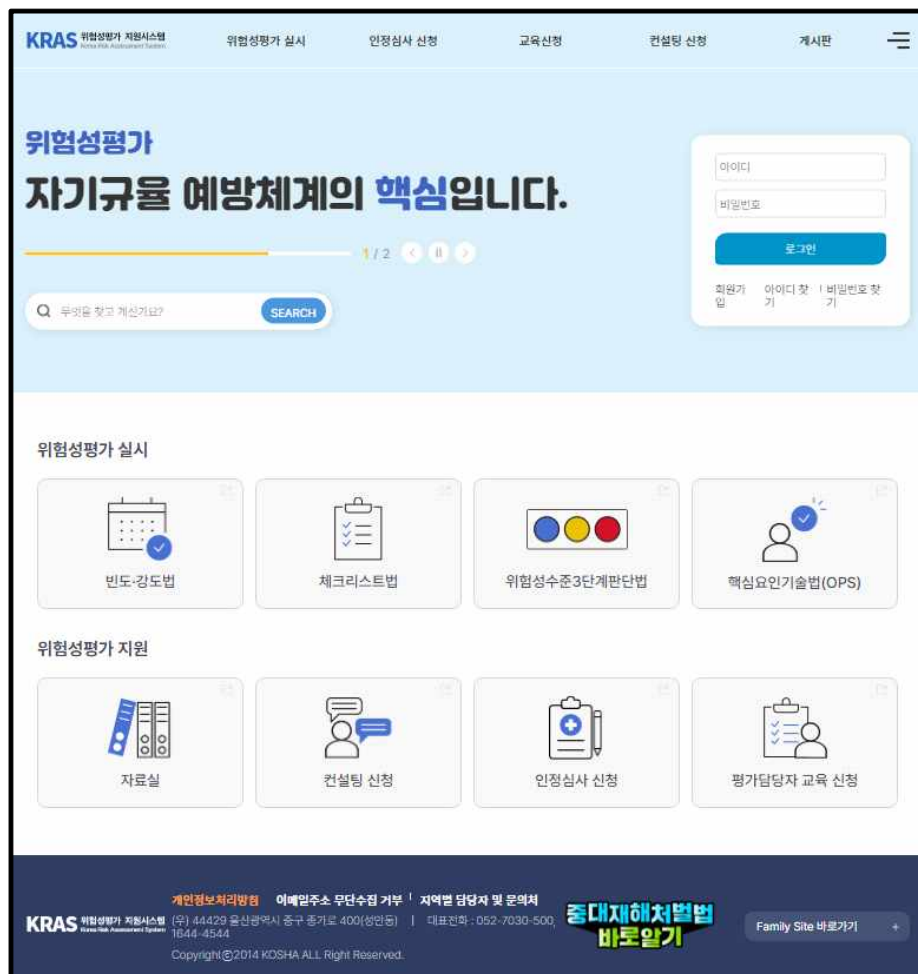 KRAS 위험성평가 지원시스템
Korea Risk Assessment System
위험성평가 실시 인정심사 신청 교육신청 컨설팅 신청 게시판
위험성평가
자기규율 예방체계의 핵심입니다.
1 / 2
무엇을 찾고 계신가요? SEARCH
아이디
비밀번호
로그인
회원가입
아이디 찾기
비밀번호 찾기
위험성평가 실시
빈도·강도법 체크리스트법 위험성수준3단계판단법 핵심요인기술법(OPS)
위험성평가 지원
자료실 컨설팅 신청 인정심사 신청 평가담당자 교육 신청
개인정보처리방침 이메일주소 무단수집 거부 | 지역별 담당자 및 문의처
KRAS 위험성평가 지원시스템
Korea Risk Assessment System
(우) 44429 울산광역시 중구 종가로 400(성안동) | 대표전화 : 052-7030-500,
1644-4544
Copyrightⓒ2014 KOSHA ALL Right Reserved.
중대재해처벌법
바로알기
Family Site 바로가기 +